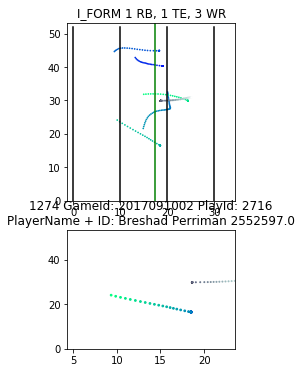 I_FORM 1 RB, 1 TE, 3 WR
50
40
30
20
10
0
0 10 20 30
1274 GameId: 2017091002 PlayId: 2716
PlayerName + ID: Breshad Perriman 2552597.0
40
20
0
5 10 15 20